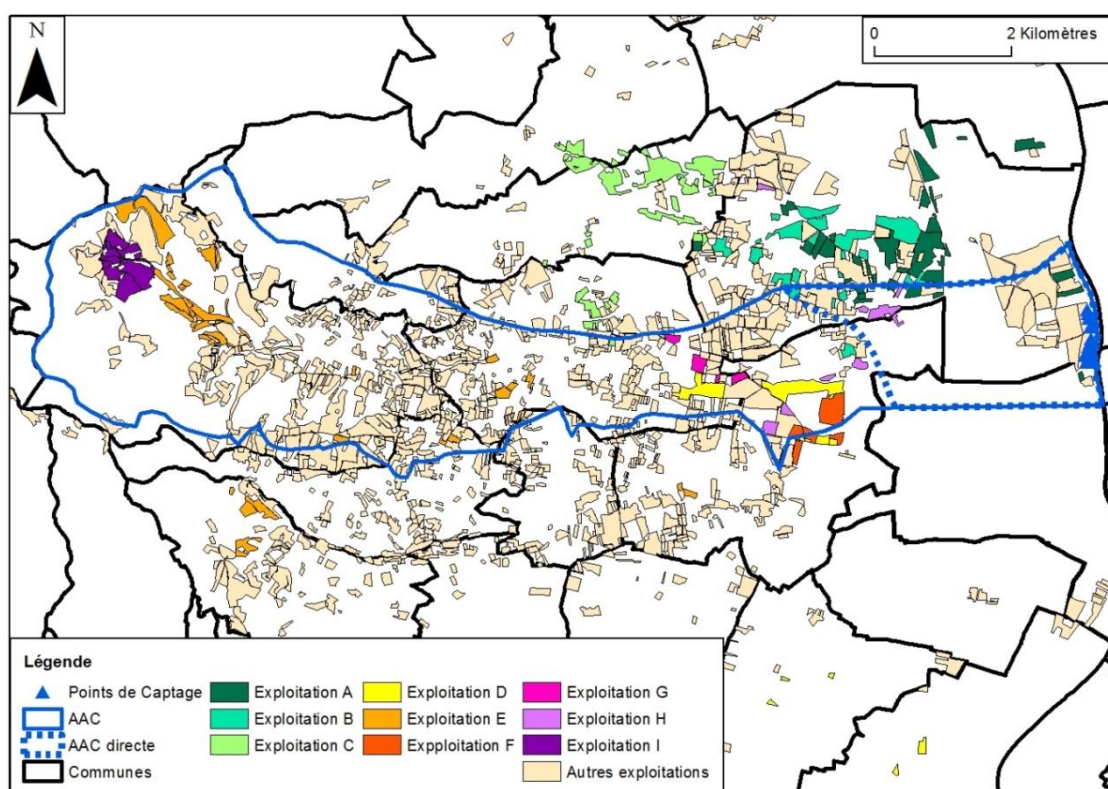 N
0 2 Kilomètres
Légende
Points de Captage
AAC
AAC directe
Communes
Exploitation A
Exploitation B
Exploitation C
Exploitation D
Exploitation E
Expploitation F
Exploitation G
Exploitation H
Exploitation I
Autres exploitations